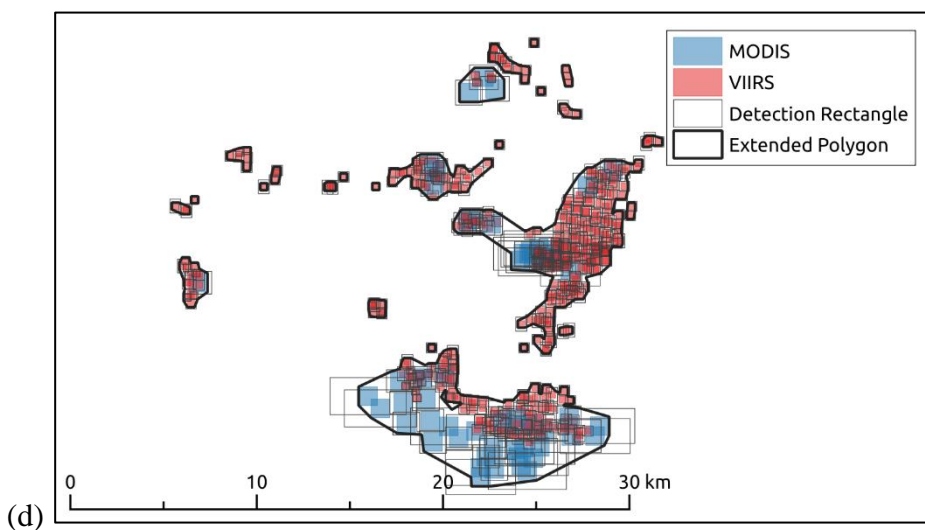 MODIS
VIIRS
Detection Rectangle
Extended Polygon
0 10 20 30 km
(d)